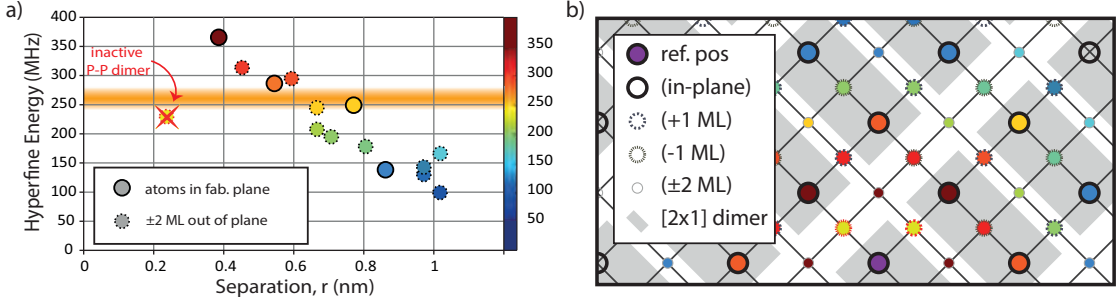 a)
Hyperfine Energy (MHz)
400
350
300
250
200
150
100
50
0
inactive
P-P dimer
atoms in fab. plane
±2 ML out of plane
0
0.2
0.4
0.6
0.8
1
Separation, r (nm)
350
300
250
200
150
100
50
b)
ref. pos
(in-plane)
(+1 ML)
(-1 ML)
(±2 ML)
[2x1] dimer